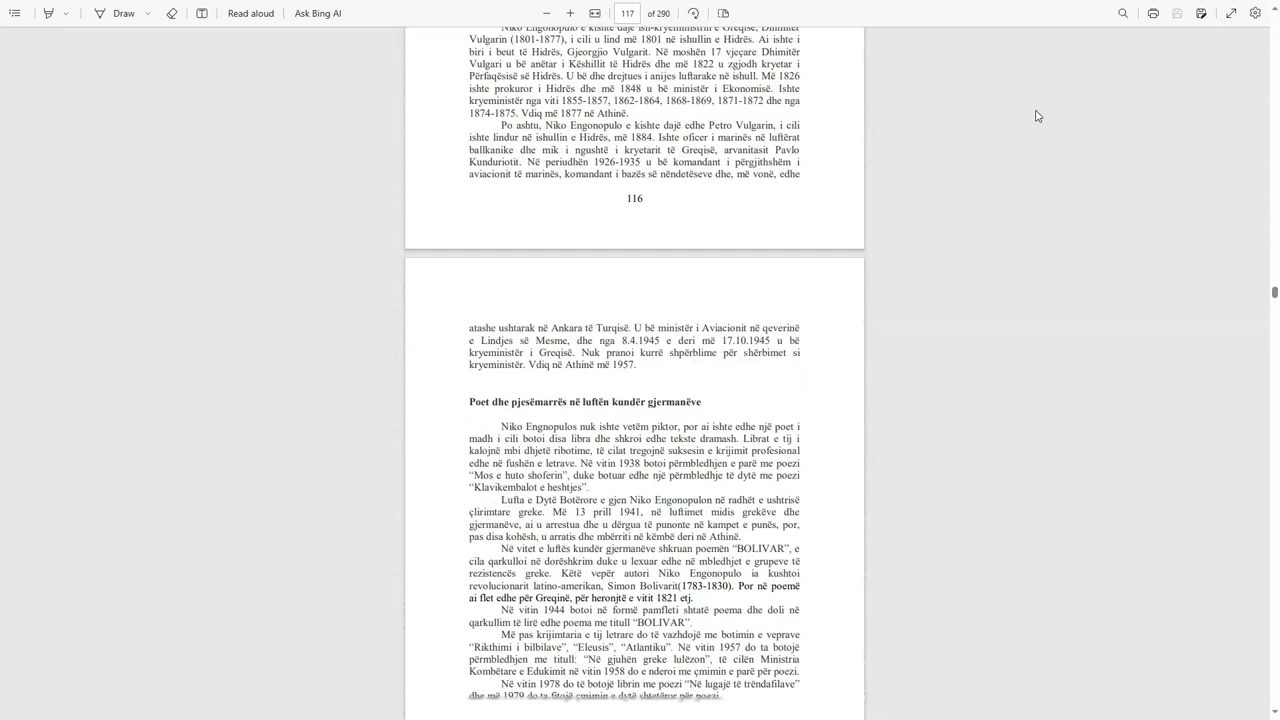 Draw
Read aloud
Ask Bing AI
117 of 290
Niko Engonopulo e kishte dajë ish-kryeministrin e Greqisë, Dhimitër
Vulgarin (1801-1877), i cili u lind më 1801 në ishullin e Hidrës. Ai ishte i
biri i beut të Hidrës, Gjeorgjio Vulgarit. Në moshën 17 vjeçare Dhimitër
Vulgari u bë anëtar i Këshillit të Hidrës dhe më 1822 u zgjodh kryetar i
Përfaqësisë së Hidrës. U bë dhe drejtues i anijes luftarake në ishull. Më 1826
ishte prokuror i Hidrës dhe më 1848 u bë ministër i Ekonomisë. Ishte
kryeministër nga viti 1855-1857, 1862-1864, 1868-1869, 1871-1872 dhe nga
1874-1875. Vdiq më 1877 në Athinë.
Po ashtu, Niko Engonopulo e kishte dajë edhe Petro Vulgarin, i cili
ishte lindur në ishullin e Hidrës, më 1884. Ishte oficer i marinës në luftërat
ballkanike dhe mik i ngushtë i kryetarit të Greqisë, arvanitasit Pavlo
Kunduriotit. Në periudhën 1926-1935 u bë komandant i përgjithshëm i
aviacionit të marinës, komandant i bazës së nëndetëseve dhe, më vonë, edhe
116
atashe ushtarak në Ankara të Turqisë. U bë ministër i Aviacionit në qeverinë
e Lindjes së Mesme, dhe nga 8.4.1945 e deri më 17.10.1945 u bë
kryeministër i Greqisë. Nuk pranoi kurrë shpërblime për shërbimet si
kryeministër. Vdiq në Athinë më 1957.
Poet dhe pjesëmarrës në luftën kundër gjermanëve
Niko Engnopulos nuk ishte vetëm piktor, por ai ishte edhe një poet i
madh i cili botoi disa libra dhe shkroi edhe tekste dramash. Librat e tij i
kalojnë mbi dhjetë ribotime, të cilat tregojnë suksesin e krijimit profesional
edhe në fushën e letrave. Në vitin 1938 botoi përmbledhjen e parë me poezi
“Mos e huto shoferin”, duke botuar edhe një përmbledhje të dytë me poezi
“Klavikembalot e heshtjes”.
Lufta e Dytë Botërore e gjen Niko Engonopulon në radhët e ushtrisë
çlirimtare greke. Më 13 prill 1941, në luftimet midis grekëve dhe
gjermanëve, ai u arrestua dhe u dërgua të punonte në kampet e punës, por,
pas disa kohësh, u arratis dhe mbërriti në këmbë deri në Athinë.
Në vitet e luftës kundër gjermanëve shkruan poemën “BOLIVAR”, e
cila qarkulloi në dorëshkrim duke u lexuar edhe në mbledhjet e grupeve të
rezistencës greke. Këtë vepër autori Niko Engonopulo ia kushtoi
revolucionarit latino-amerikan, Simon Bolivarit(1783-1830). Por në poemë
ai flet edhe për Greqinë, për heronjtë e vitit 1821 etj.
Në vitin 1944 botoi në formë pamfleti shtatë poema dhe doli në
qarkullim të lirë edhe poema me titull “BOLIVAR”.
Më pas krijimtaria e tij letrare do të vazhdojë me botimin e veprave
“Rikthimi i bilbilave”, “Eleusis”, “Atlantiku”. Në vitin 1957 do ta botojë
përmbledhjen me titull: “Në gjuhën greke lulëzon”, të cilën Ministria
Kombëtare e Edukimit në vitin 1958 do e nderoi me çmimin e parë për poezi.
Në vitin 1978 do të botojë librin me poezi “Në lugajë të trëndafilave”
dhe më 1979 do ta fitojë çmimin e dytë shtetëror për poezi.